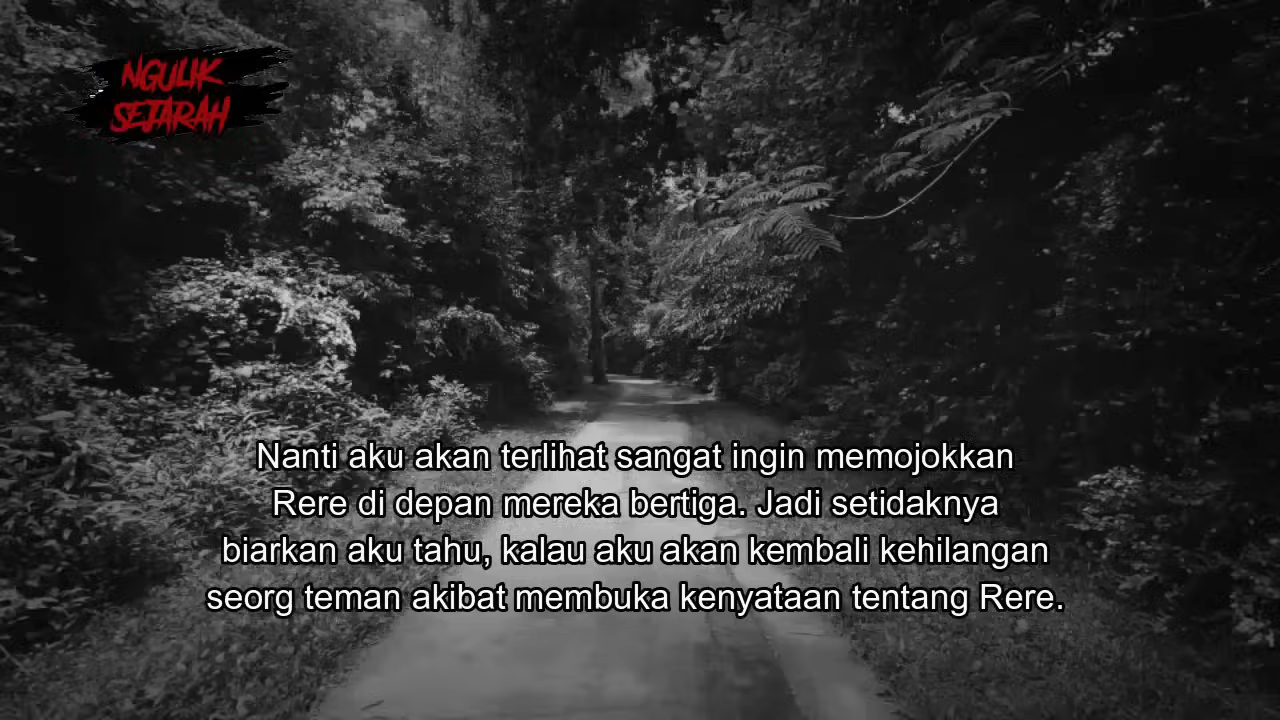 NGULIK
SEJARAH
Nanti aku akan terlihat sangat ingin memojokkan
Rere di depan mereka bertiga. Jadi setidaknya
biarkan aku tahu, kalau aku akan kembali kehilangan
seorg teman akibat membuka kenyataan tentang Rere.